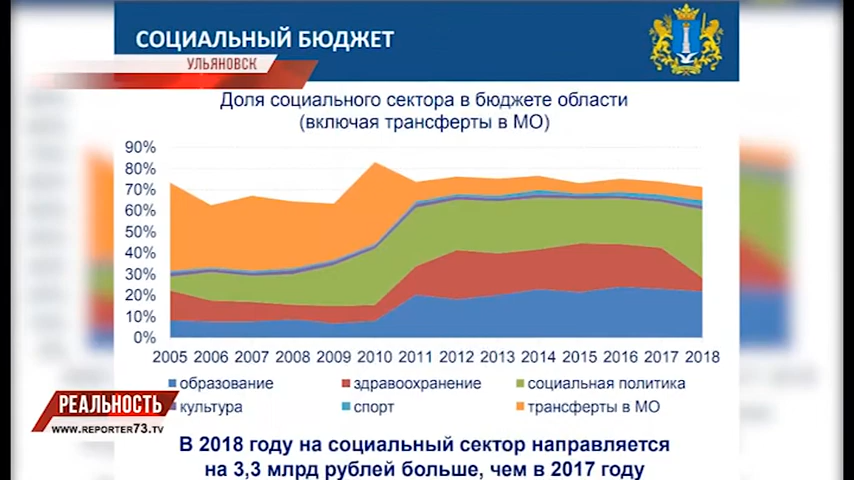 СОЦИАЛЬНЫЙ БЮДЖЕТ
УЛЬЯНОВСК
Доля социального сектора в бюджете области
(включая трансферты в МО)
90%
80%
70%
60%
50%
40%
30%
20%
10%
0%
2005 2006 2007 2008 2009 2010 2011 2012 2013 2014 2015 2016 2017 2018
образование здравоохранение социальная политика
культура спорт трансферты в МО
РЕАЛЬНОСТЬ
WWW.REPORTER73.TV
В 2018 году на социальный сектор направляется
на 3,3 млрд рублей больше, чем в 2017 году